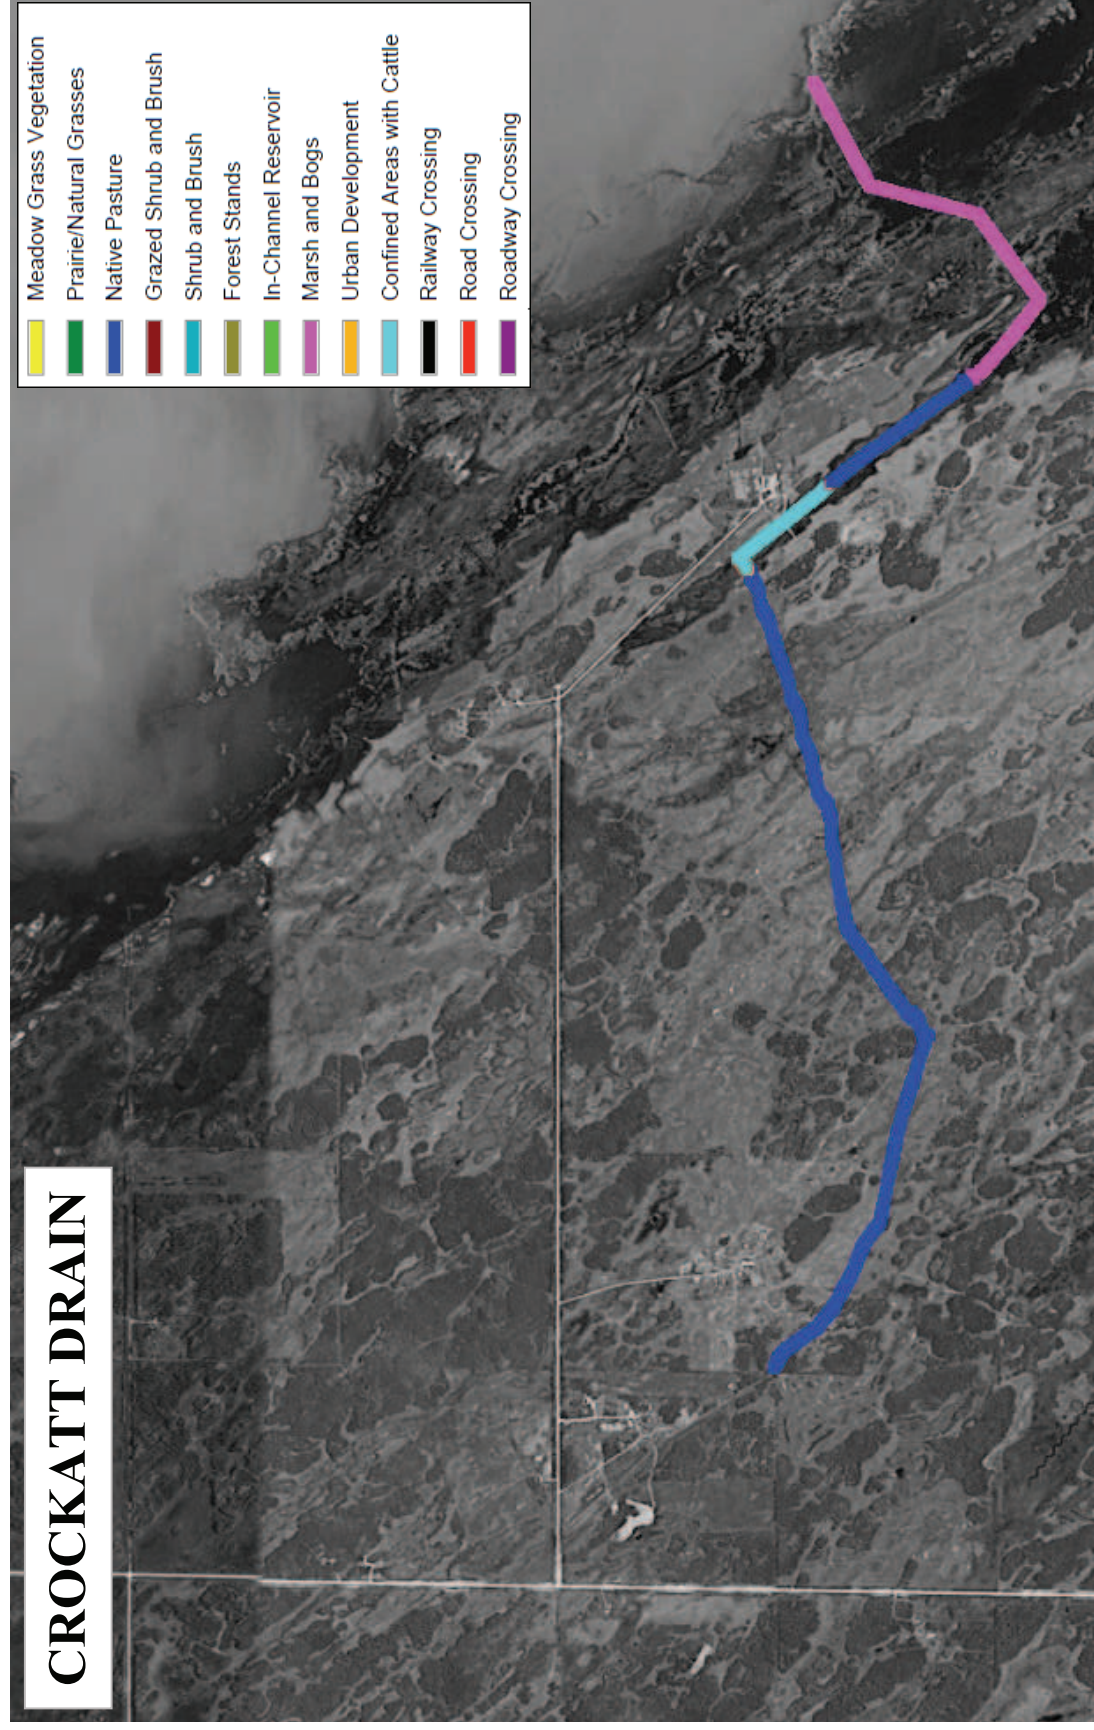 CROCKATT DRAIN
Meadow Grass Vegetation
Prairie/Natural Grasses
Native Pasture
Grazed Shrub and Brush
Shrub and Brush
Forest Stands
In-Channel Reservoir
Marsh and Bogs
Urban Development
Confined Areas with Cattle
Railway Crossing
Road Crossing
Roadway Crossing